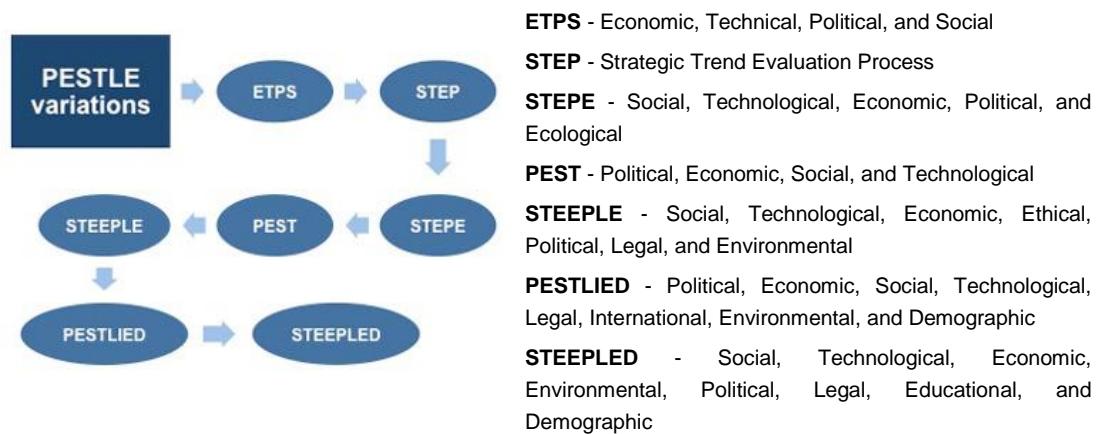 PESTLE
variations
ETPS
STEP
STEEPLE
PEST
STEPE
PESTLIED
STEEPLED
ETPS - Economic, Technical, Political, and Social
STEP - Strategic Trend Evaluation Process
STEPE - Social, Technological, Economic, Political, and
Ecological
PEST - Political, Economic, Social, and Technological
STEEPLE - Social, Technological, Economic, Ethical,
Political, Legal, and Environmental
PESTLIED - Political, Economic, Social, Technological,
Legal, International, Environmental, and Demographic
STEEPLED - Social, Technological, Economic,
Environmental, Political, Legal, Educational, and
Demographic